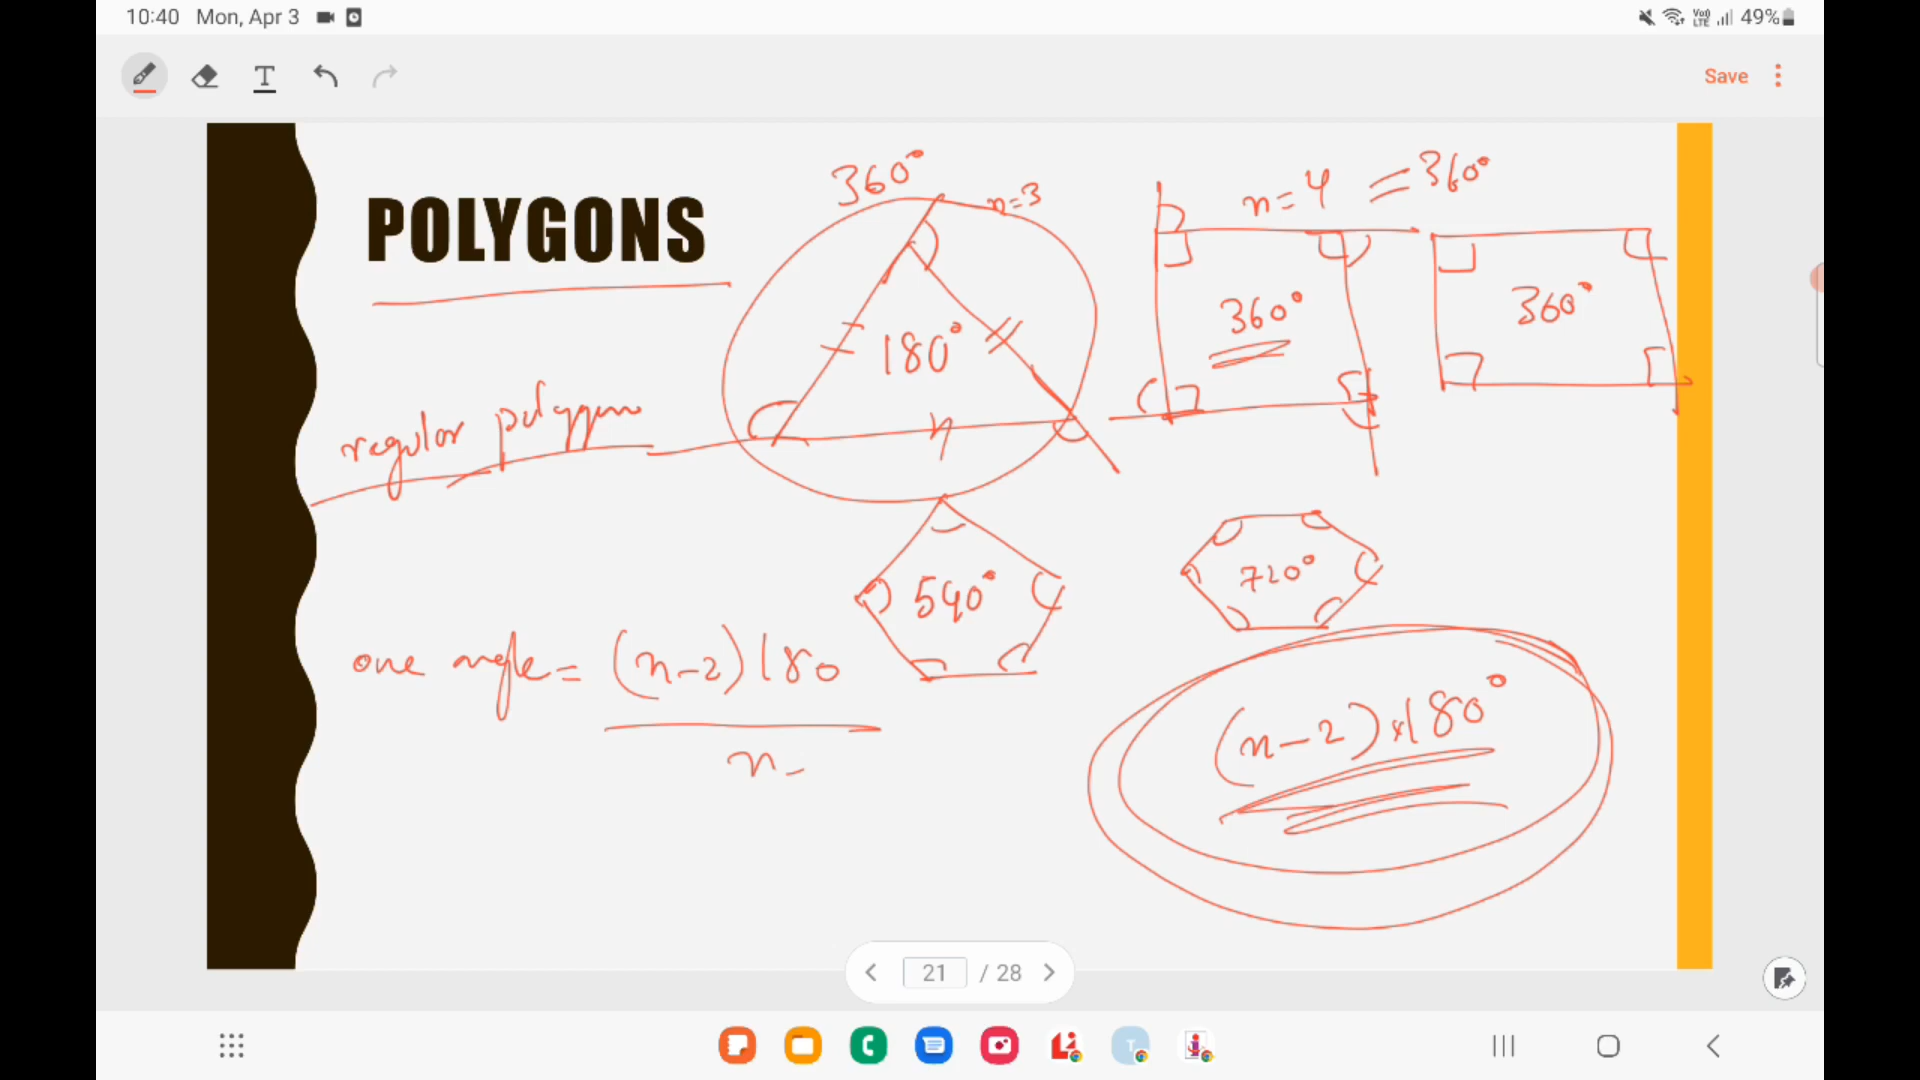 10:40 Mon, Apr 3
49%
Save
POLYGONS
360°
n=3
n=4 =360°
180°
360°
360°
regular polygon
540°
720°
one angle = (n-2)180
n
(n-2)×180°
21 / 28